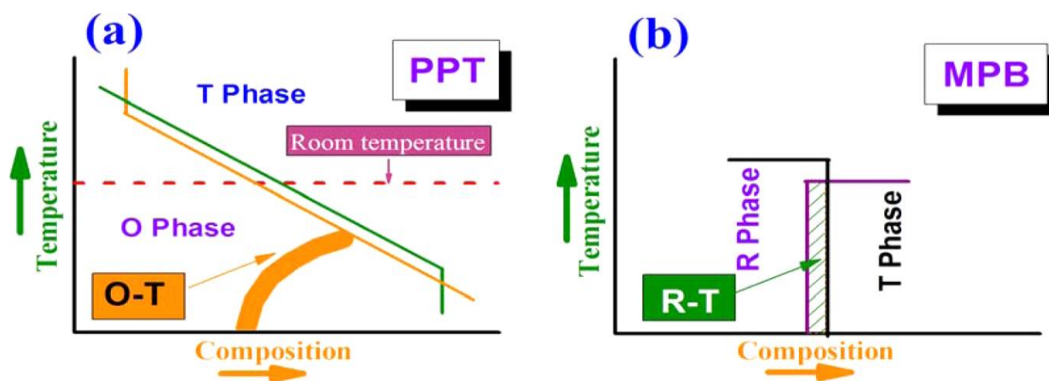 (a)
PPT
T Phase
Room temperature
O Phase
O-T
Temperature
Composition
(b)
MPB
R Phase
T Phase
R-T
Temperature
Composition